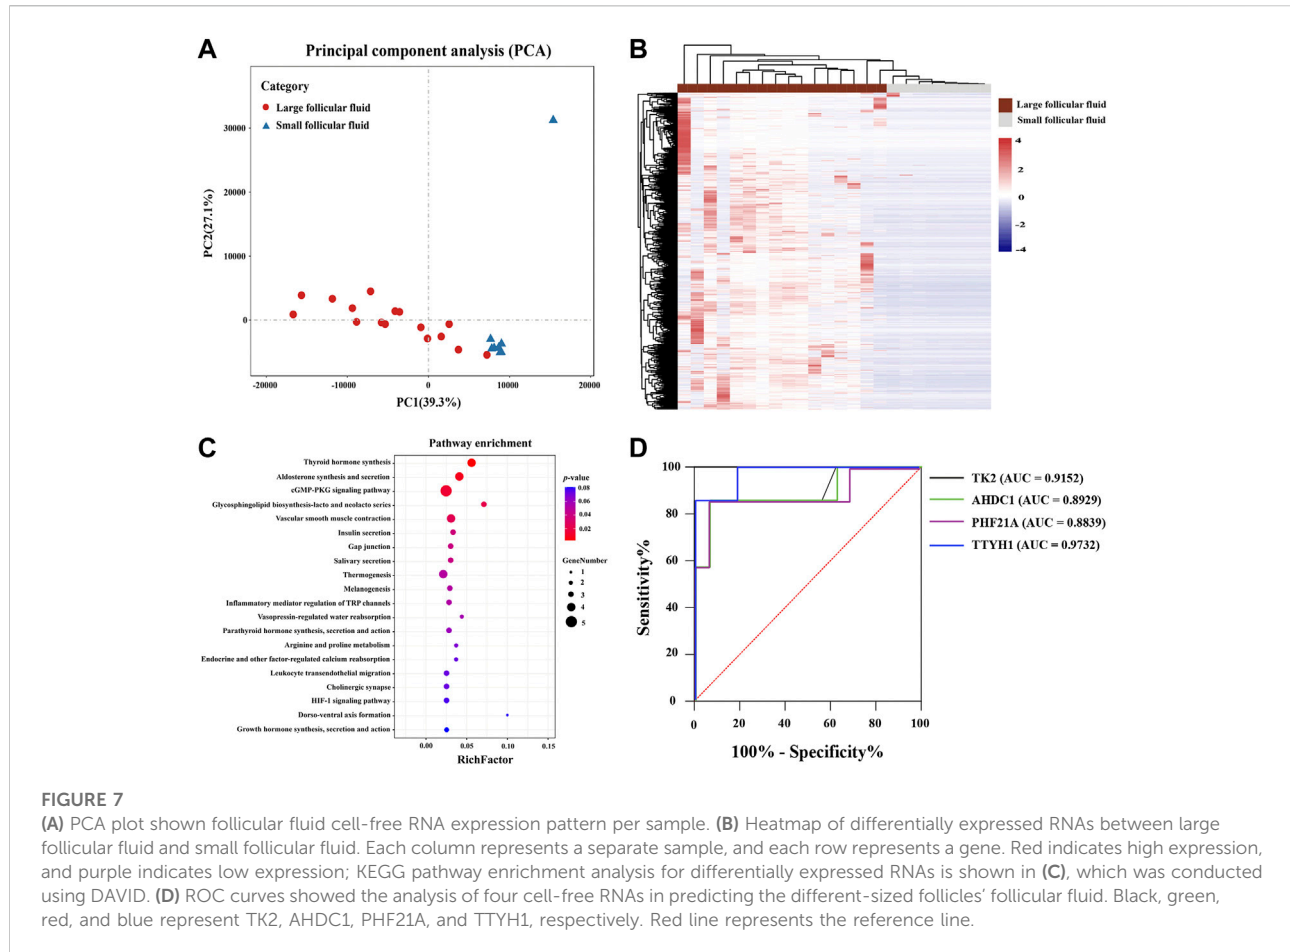 A
Principal component analysis (PCA)
Category
Large follicular fluid
Small follicular fluid
PC2(27.1%)
30000
20000
10000
0
-20000
-10000
0
10000
20000
PC1(39.3%)
B
Large follicular fluid
Small follicular fluid
4
2
0
-2
-4
C
Pathway enrichment
Thyroid hormone synthesis
Aldosterone synthesis and secretion
cGMP-PKG signaling pathway
Glycosphingolipid biosynthesis-lacto and neolacto series
Vascular smooth muscle contraction
Insulin secretion
Gap junction
Salivary secretion
Thermogenesis
Melanogenesis
Inflammatory mediator regulation of TRP channels
Vasopressin-regulated water reabsorption
Parathyroid hormone synthesis, secretion and action
Arginine and proline metabolism
Endocrine and other factor-regulated calcium reabsorption
Leukocyte transendothelial migration
Cholinergic synapse
HIF-1 signaling pathway
Dorso-ventral axis formation
Growth hormone synthesis, secretion and action
0.00
0.05
0.10
0.15
RichFactor
p-value
0.08
0.06
0.04
0.02
GeneNumber
1
2
3
4
5
D
Sensitivity%
100
80
60
40
20
0
0
20
40
60
80
100
100% - Specificity%
TK2 (AUC = 0.9152)
AHDC1 (AUC = 0.8929)
PHF21A (AUC = 0.8839)
TTYH1 (AUC = 0.9732)
FIGURE 7
(A) PCA plot shown follicular fluid cell-free RNA expression pattern per sample. (B) Heatmap of differentially expressed RNAs between large
follicular fluid and small follicular fluid. Each column represents a separate sample, and each row represents a gene. Red indicates high expression,
and purple indicates low expression; KEGG pathway enrichment analysis for differentially expressed RNAs is shown in (C), which was conducted
using DAVID. (D) ROC curves showed the analysis of four cell-free RNAs in predicting the different-sized follicles' follicular fluid. Black, green,
red, and blue represent TK2, AHDC1, PHF21A, and TTYH1, respectively. Red line represents the reference line.